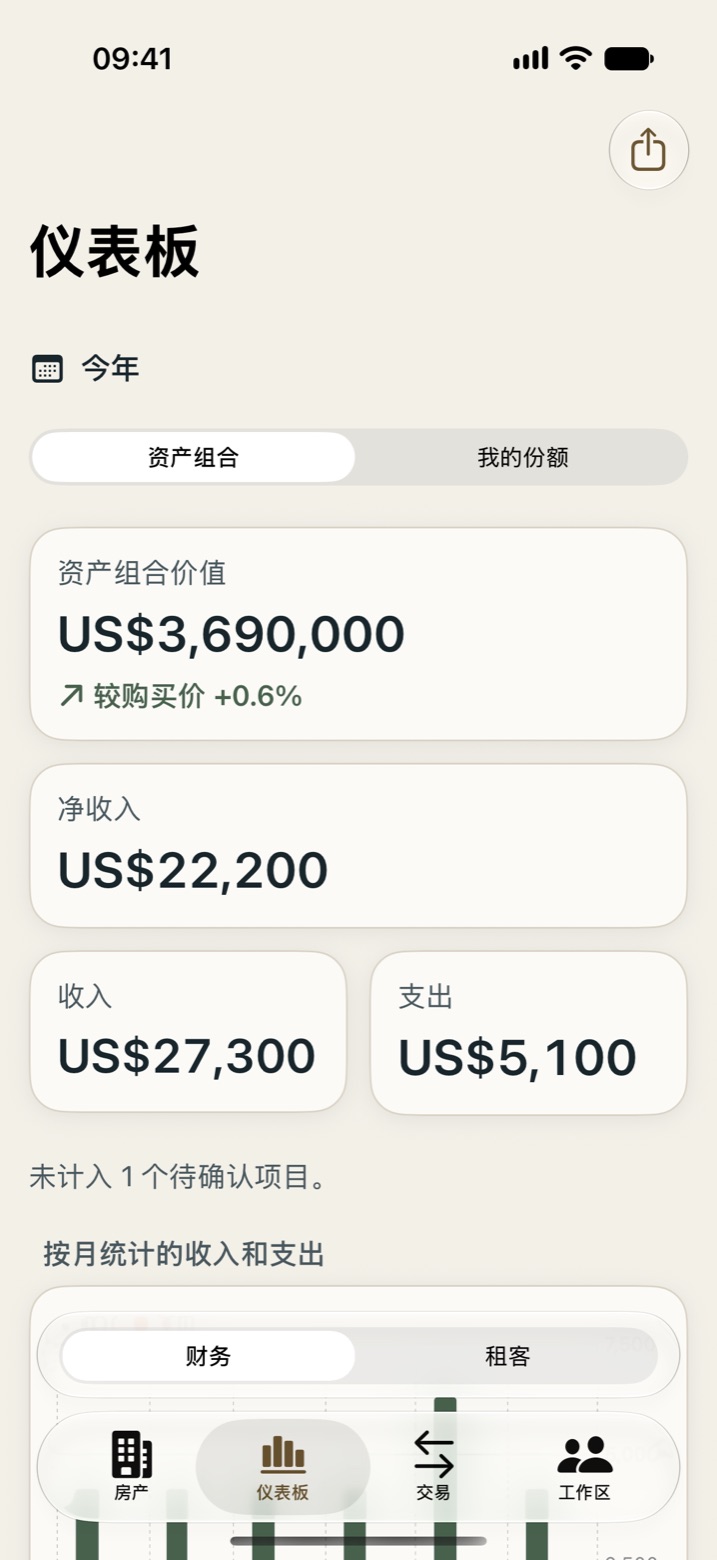 09:41
仪表板
今年
资产组合
我的份额
资产组合价值
US$3,690,000
较购买价 +0.6%
净收入
US$22,200
收入
US$27,300
支出
US$5,100
未计入 1 个待确认项目。
按月统计的收入和支出
财务
租客
房产
仪表板
交易
工作区